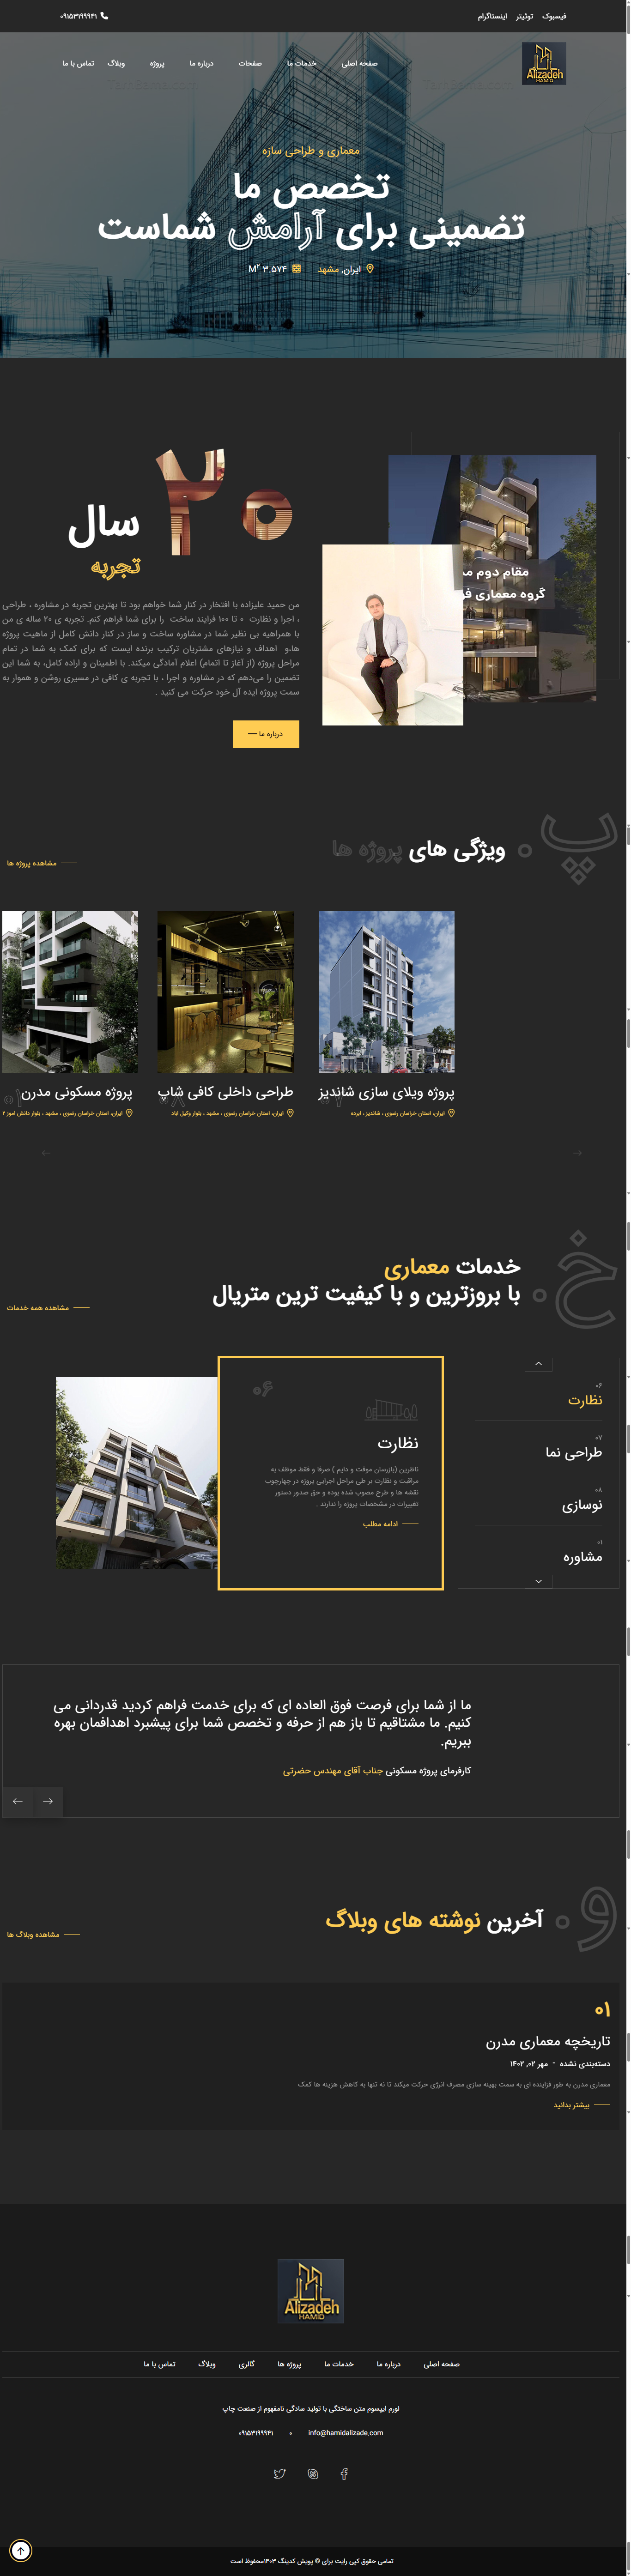 فیسبوک
توئیتر
اینستاگرام
۰۹۱۵۳۱۹۹۹۴۱
Alizadeh
HAMID
صفحه اصلی
خدمات ما
صفحات
درباره ما
پروژه
وبلاگ
تماس با ما
معماری و طراحی سازه
تخصص ما
تضمینی برای آرامش شماست
ایران, مشهد
۳.۵۷۴ M²
مقام دوم
گروه معماری
۲۰
سال
تجربه
من حمید علیزاده با افتخار در کنار شما خواهم بود تا بهترین تجربه در مشاوره ، طراحی
، اجرا و نظارت ۰ تا ۱۰۰ فرایند ساخت را برای شما فراهم کنم. تجربه ی ۲۰ ساله ی من
با همراهیه بی نظیر شما در مشاوره ساخت و ساز در کنار دانش کامل از ماهیت پروژه
ها،و اهداف و نیازهای مشتریان ترکیب برنده ایست که برای کمک به شما در تمام
مراحل پروژه (از آغاز تا اتمام) اعلام آمادگی میکند. با اطمینان و اراده کامل، به شما این
تضمین را می‌دهم که در مشاوره و اجرا ، با تجربه ی کافی در مسیری روشن و هموار به
سمت پروژه ایده آل خود حرکت می کنید .
درباره ما
پ
ویژگی های پروژه ها
مشاهده پروژه ها
پروژه ویلای سازی شاندیز
ایران، استان خراسان رضوی ، شاندیز ، ابرده
طراحی داخلی کافی شاپ
۰۸
ایران، استان خراسان رضوی ، مشهد ، بلوار وکیل آباد
پروژه مسکونی مدرن
۰۱
ایران، استان خراسان رضوی ، مشهد ، بلوار دانش آموز ۲
خ
خدمات معماری
با بروزترین و با کیفیت ترین متریال
مشاهده همه خدمات
۰۶
نظارت
۰۷
طراحی نما
۰۸
نوسازی
۰۱
مشاوره
۰۶
نظارت
ناظرین (بازرسان موقت و دایم ) صرفا و فقط موظف به
مراقبت و نظارت بر طی مراحل اجرایی پروژه در چهارچوب
نقشه ها و طرح مصوب شده بوده و حق صدور دستور
تغییرات در مشخصات پروژه را ندارند .
ادامه مطلب
ما از شما برای فرصت فوق العاده ای که برای خدمت فراهم کردید قدردانی می
کنیم. ما مشتاقیم تا باز هم از حرفه و تخصص شما برای پیشبرد اهدافمان بهره
ببریم.
کارفرمای پروژه مسکونی جناب آقای مهندس حضرتی
و
آخرین نوشته های وبلاگ
مشاهده وبلاگ ها
۰۱
تاریخچه معماری مدرن
دسته‌بندی نشده - مهر ۰۲, ۱۴۰۲
معماری مدرن به طور فزاینده ای به سمت بهینه سازی مصرف انرژی حرکت میکند تا نه تنها به کاهش هزینه ها کمک
بیشتر بدانید
Alizadeh
HAMID
صفحه اصلی
درباره ما
خدمات ما
پروژه ها
گالری
وبلاگ
تماس با ما
لورم ایپسوم متن ساختگی با تولید سادگی نامفهوم از صنعت چاپ
info@hamidalizade.com
۰۹۱۵۳۱۹۹۹۴۱
تمامی حقوق کپی رایت برای © پویش کدینگ ۱۴۰۳محفوظ است